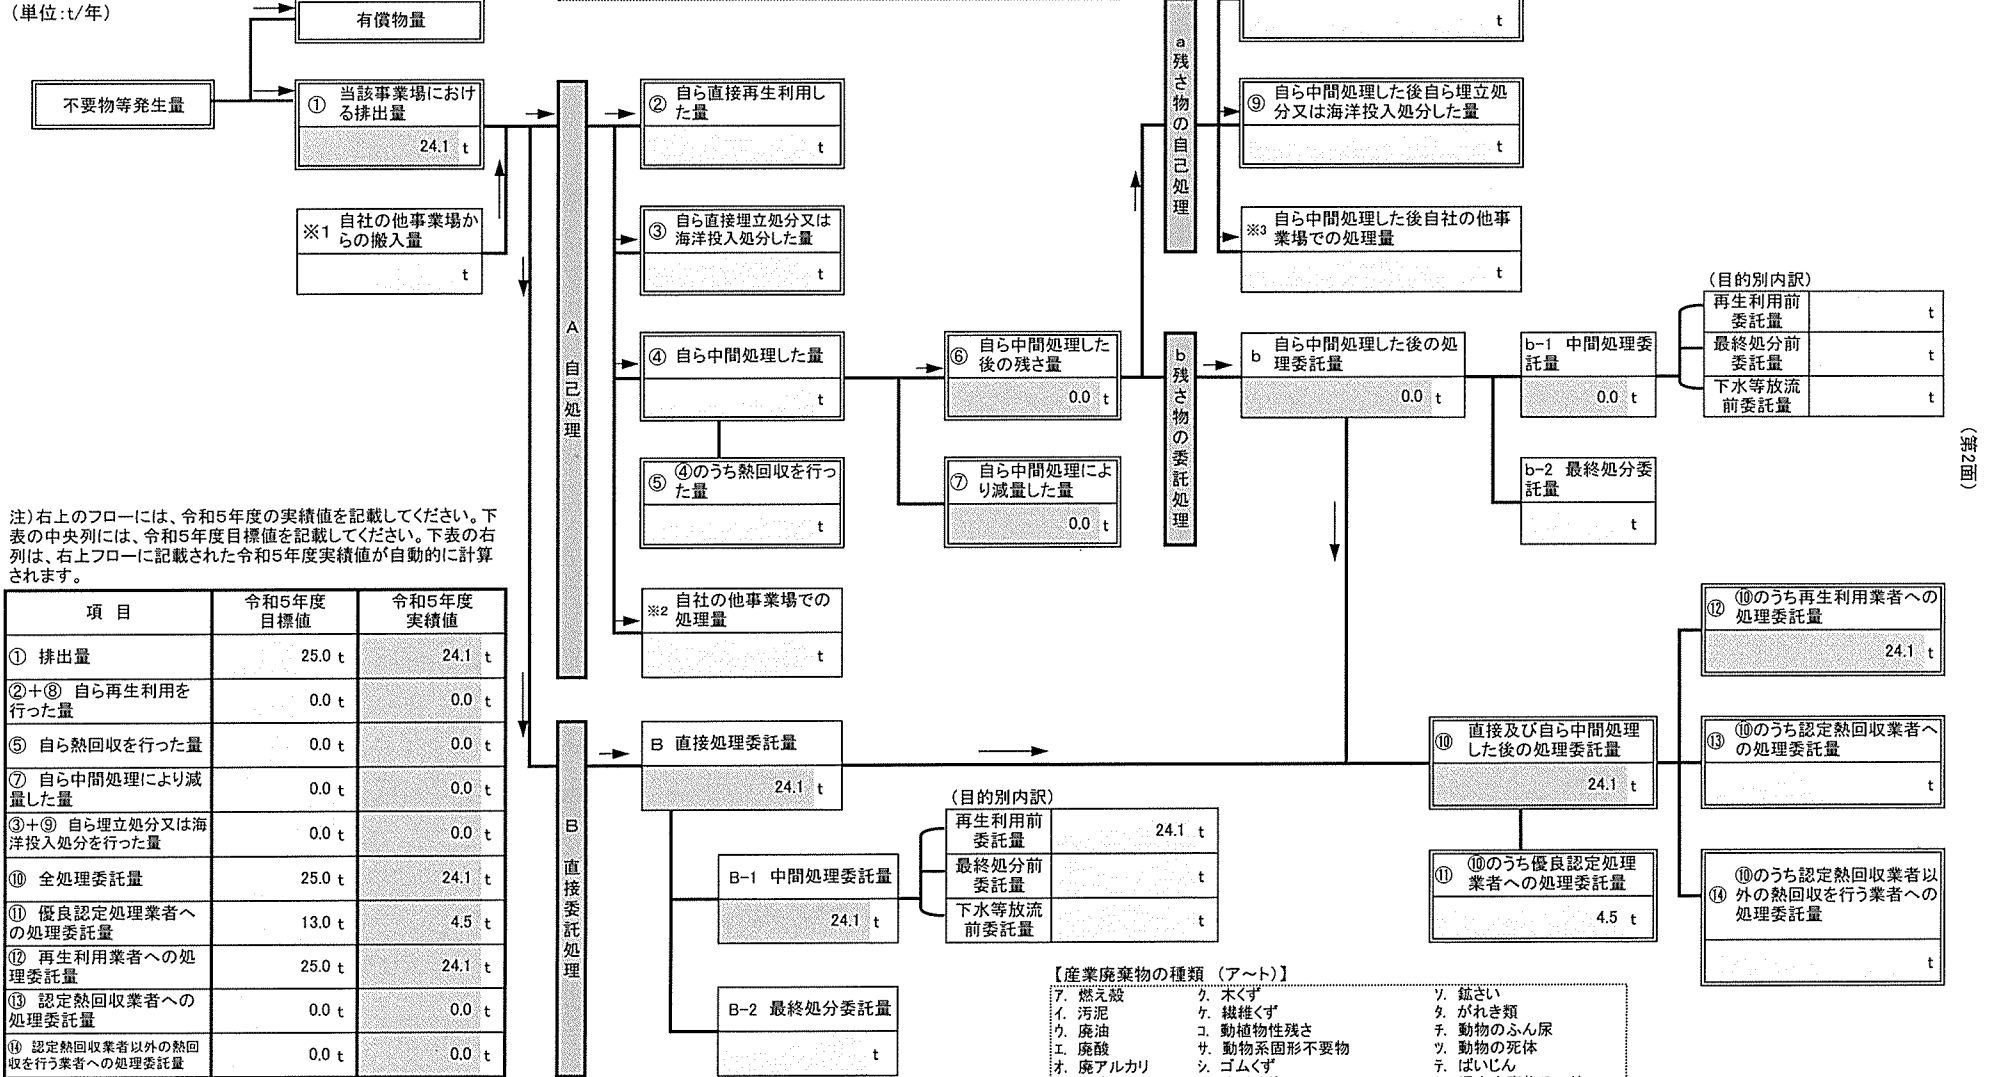 (単位:t/年)
有償物量
不要物等発生量
① 当該事業場におけ
る排出量
24.1 t
※1 自社の他事業場か
らの搬入量
t
A 自己処理
② 自ら直接再生利用し
た量
t
③ 自ら直接埋立処分又は
海洋投入処分した量
t
④ 自ら中間処理した量
t
⑤ ④のうち熱回収を行っ
た量
t
※2 自社の他事業場での
処理量
t
⑥ 自ら中間処理した
後の残さ量
0.0 t
⑦ 自ら中間処理によ
り減量した量
0.0 t
a残さ物の自己処理
t
⑨ 自ら中間処理した後自ら埋立処
分又は海洋投入処分した量
t
※3 自ら中間処理した後自社の他事
業場での処理量
t
b残さ物の委託処理
b 自ら中間処理した後の処
理委託量
0.0 t
b-1 中間処理委
託量
0.0 t
(目的別内訳)
再生利用前
委託量
t
最終処分前
委託量
t
下水等放流
前委託量
t
b-2 最終処分委
託量
t
(第2面)
注)右上のフローには、令和5年度の実績値を記載してください。下
表の中央列には、令和5年度目標値を記載してください。下表の右
列は、右上フローに記載された令和5年度実績値が自動的に計算
されます。
項 目 令和5年度 令和5年度
目標値 実績値
① 排出量 25.0 t 24.1 t
②+⑧ 自ら再生利用を
行った量 0.0 t 0.0 t
⑤ 自ら熱回収を行った量 0.0 t 0.0 t
⑦ 自ら中間処理により減
量した量 0.0 t 0.0 t
③+⑨ 自ら埋立処分又は海
洋投入処分を行った量 0.0 t 0.0 t
⑩ 全処理委託量 25.0 t 24.1 t
⑪ 優良認定処理業者へ
の処理委託量 13.0 t 4.5 t
⑫ 再生利用業者への処
理委託量 25.0 t 24.1 t
⑬ 認定熱回収業者への
処理委託量 0.0 t 0.0 t
⑭ 認定熱回収業者以外の熱回
収を行う業者への処理委託量 0.0 t 0.0 t
B 直接委託処理
B 直接処理委託量
24.1 t
B-1 中間処理委託量
24.1 t
(目的別内訳)
再生利用前
委託量
24.1 t
最終処分前
委託量
t
下水等放流
前委託量
t
B-2 最終処分委託量
t
⑩ 直接及び自ら中間処理
した後の処理委託量
24.1 t
⑪ ⑩のうち優良認定処理
業者への処理委託量
4.5 t
⑫ ⑩のうち再生利用業者への
処理委託量
24.1 t
⑬ ⑩のうち認定熱回収業者へ
の処理委託量
t
⑭ ⑩のうち認定熱回収業者以
外の熱回収を行う業者への
処理委託量
t
【産業廃棄物の種類 (ア~ト)】
ア. 燃え殻 ク. 木くず ソ. 鉱さい
イ. 汚泥 ケ. 繊維くず タ. がれき類
ウ. 廃油 コ. 動植物性残さ チ. 動物のふん尿
エ. 廃酸 サ. 動物系固形不要物 ツ. 動物の死体
オ. 廃アルカリ シ. ゴムくず テ. ばいじん